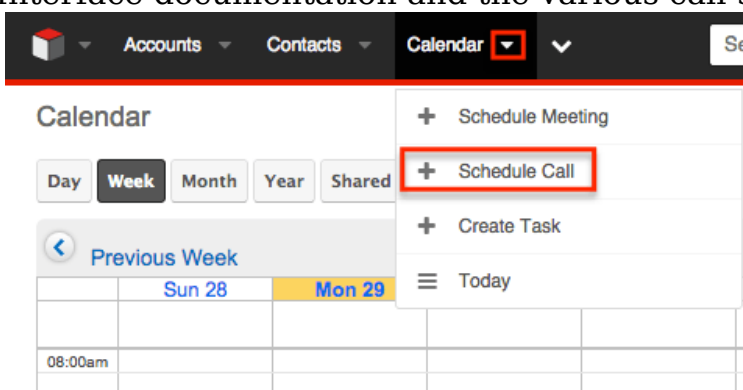 Accounts Contacts Calendar Se
Calendar
+ Schedule Meeting
Day Week Month Year Shared
+ Schedule Call
+ Create Task
Previous Week
Today
Sun 28 Mon 29
08:00am